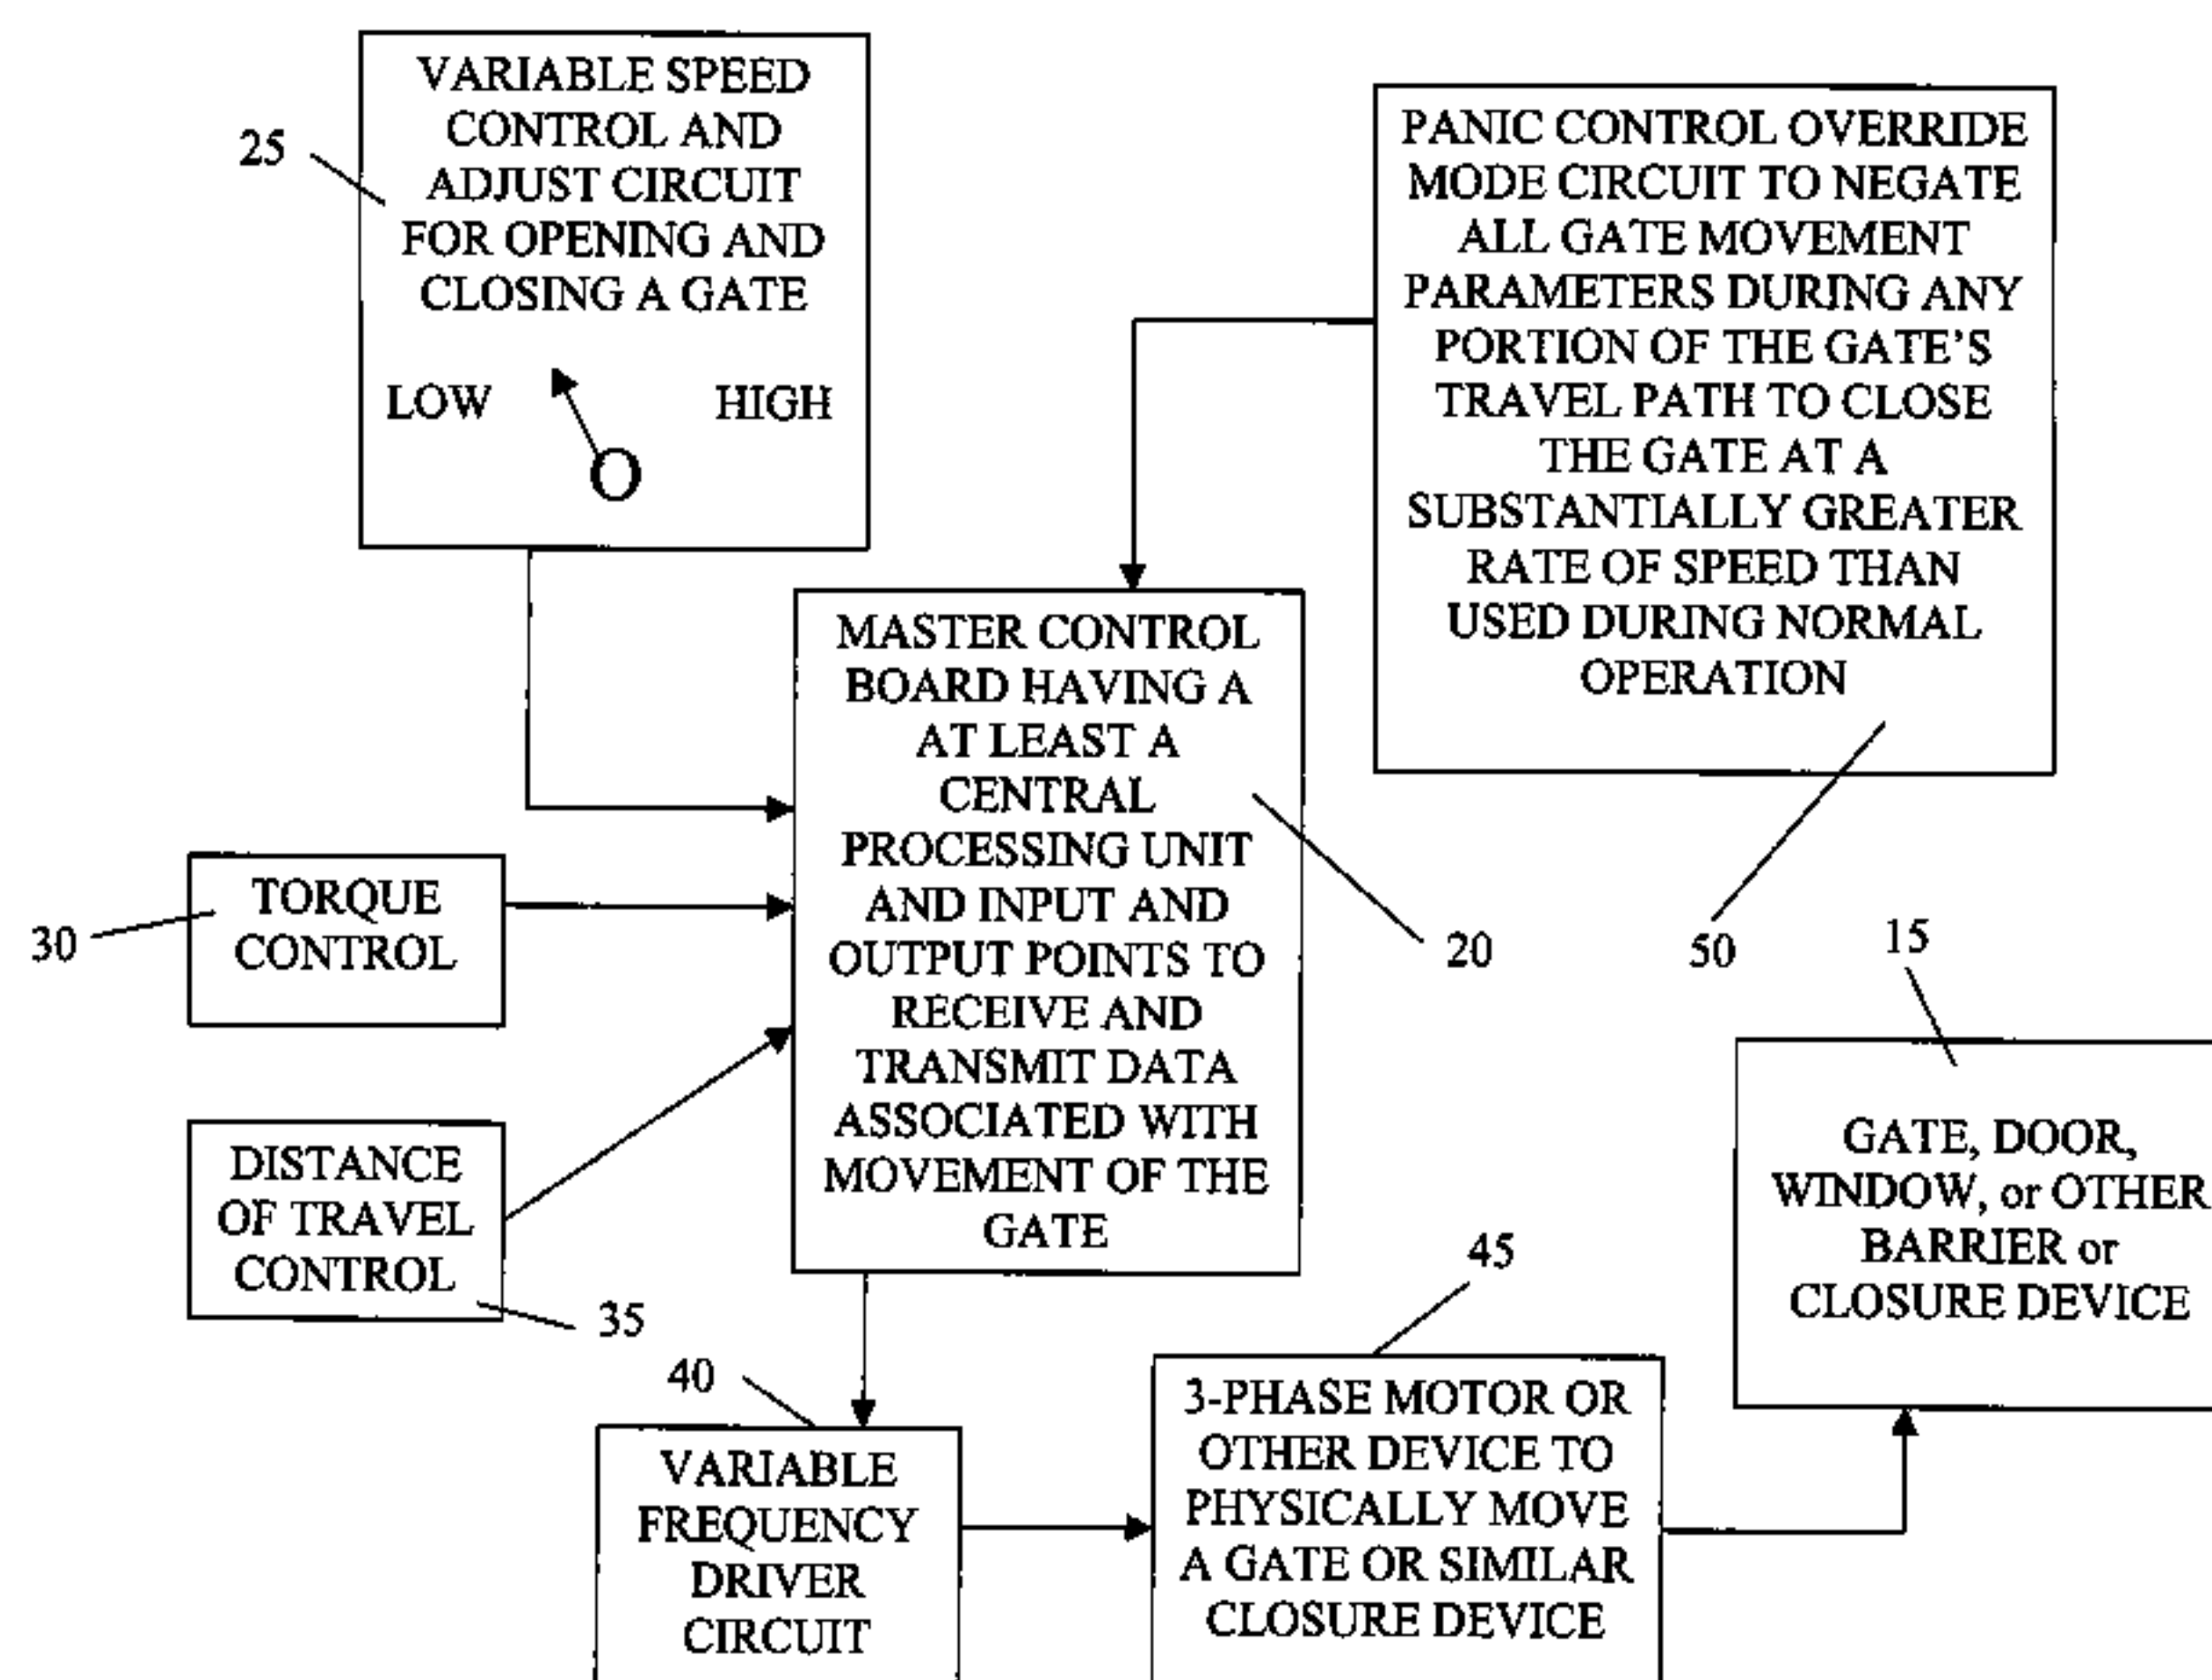 VARIABLE SPEED
CONTROL AND
ADJUST CIRCUIT
FOR OPENING AND
CLOSING A GATE
LOW HIGH
25
PANIC CONTROL OVERRIDE
MODE CIRCUIT TO NEGATE
ALL GATE MOVEMENT
PARAMETERS DURING ANY
PORTION OF THE GATE'S
TRAVEL PATH TO CLOSE
THE GATE AT A
SUBSTANTIALLY GREATER
RATE OF SPEED THAN
USED DURING NORMAL
OPERATION
50
MASTER CONTROL
BOARD HAVING A
AT LEAST A
CENTRAL
PROCESSING UNIT
AND INPUT AND
OUTPUT POINTS TO
RECEIVE AND
TRANSMIT DATA
ASSOCIATED WITH
MOVEMENT OF THE
GATE
20
TORQUE
CONTROL
30
DISTANCE
OF TRAVEL
CONTROL
35
40
VARIABLE
FREQUENCY
DRIVER
CIRCUIT
45
3-PHASE MOTOR OR
OTHER DEVICE TO
PHYSICALLY MOVE
A GATE OR SIMILAR
CLOSURE DEVICE
15
GATE, DOOR,
WINDOW, or OTHER
BARRIER or
CLOSURE DEVICE